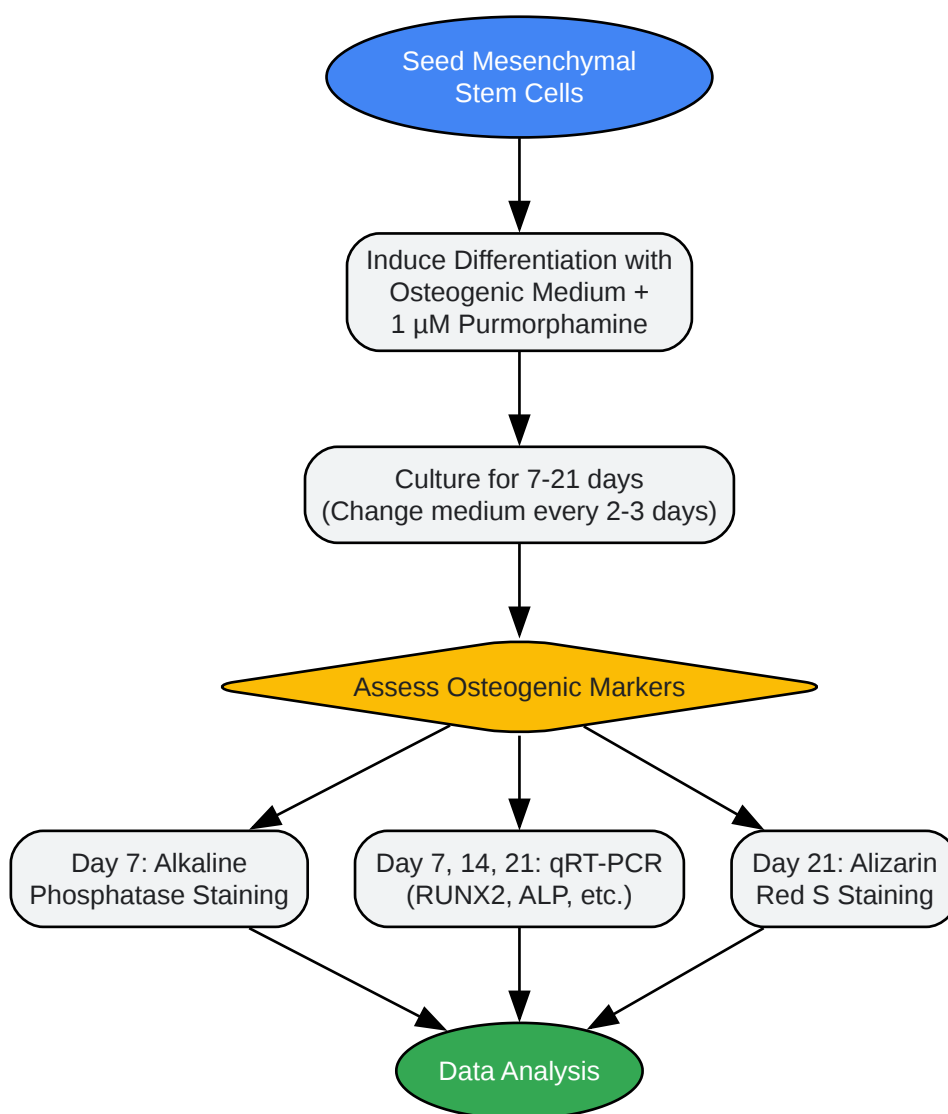 Seed Mesenchymal
Stem Cells
Induce Differentiation with
Osteogenic Medium +
1 µM Purmorphamine
Culture for 7-21 days
(Change medium every 2-3 days)
Assess Osteogenic Markers
Day 7: Alkaline
Phosphatase Staining
Day 7, 14, 21: qRT-PCR
(RUNX2, ALP, etc.)
Day 21: Alizarin
Red S Staining
Data Analysis